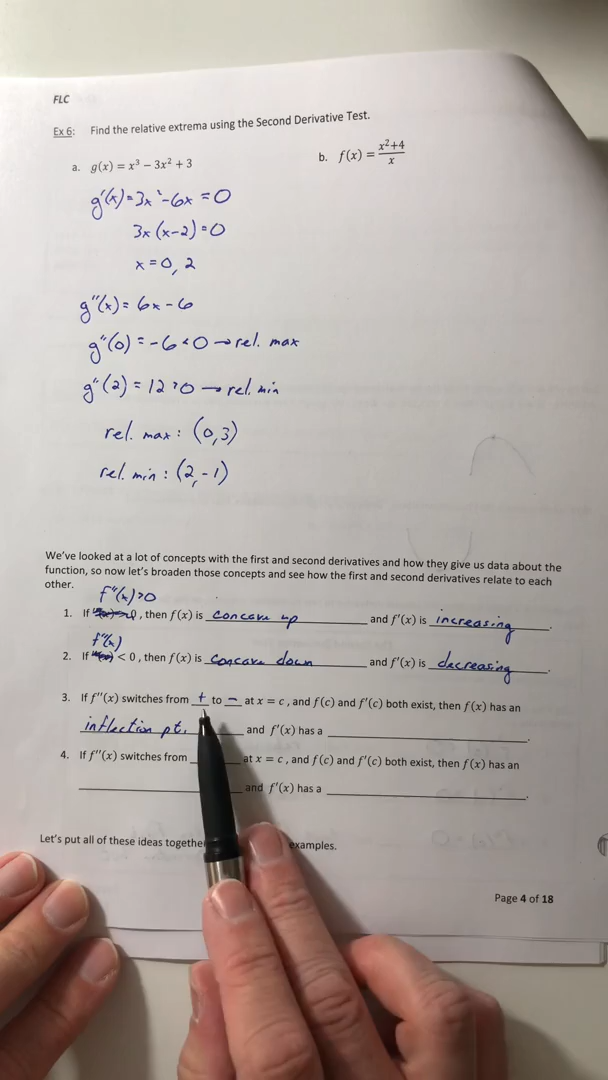 FLC
Ex 6: Find the relative extrema using the Second Derivative Test.
a. g(x) = x³ − 3x² + 3
b. f(x) = x²+4 / x
g'(x) = 3x² - 6x = 0
3x (x-2) = 0
x = 0, 2
g"(x) = 6x - 6
g"(0) = -6 < 0 → rel. max
g"(2) = 12 > 0 → rel. min
rel. max : (0,3)
rel. min : (2,-1)
We've looked at a lot of concepts with the first and second derivatives and how they give us data about the
function, so now let's broaden those concepts and see how the first and second derivatives relate to each
other.
f"(x) > 0
1. If , then f(x) is concave up and f'(x) is increasing.
f"(x)
2. If < 0 , then f(x) is concave down and f'(x) is decreasing.
3. If f''(x) switches from + to − at x = c , and f(c) and f'(c) both exist, then f(x) has an
inflection pt. and f'(x) has a .
4. If f''(x) switches from at x = c , and f(c) and f'(c) both exist, then f(x) has an
and f'(x) has a .
Let's put all of these ideas together examples.
Page 4 of 18